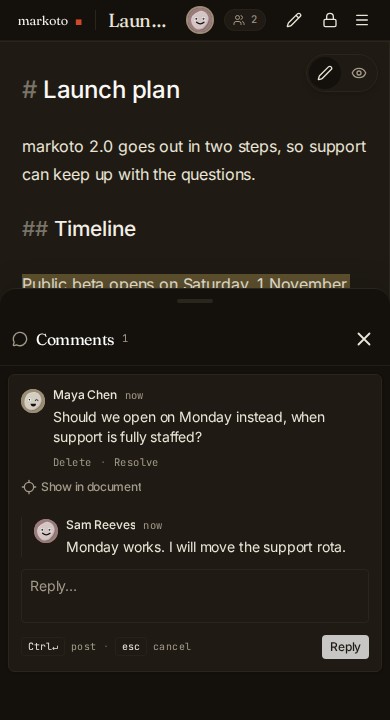 markoto
Laun...
2
# Launch plan
markoto 2.0 goes out in two steps, so support
can keep up with the questions.
## Timeline
Public beta opens on Saturday, 1 November
Comments 1
Maya Chen now
Should we open on Monday instead, when
support is fully staffed?
Delete · Resolve
Show in document
Sam Reeves now
Monday works. I will move the support rota.
Reply...
Ctrl↵ post · esc cancel
Reply